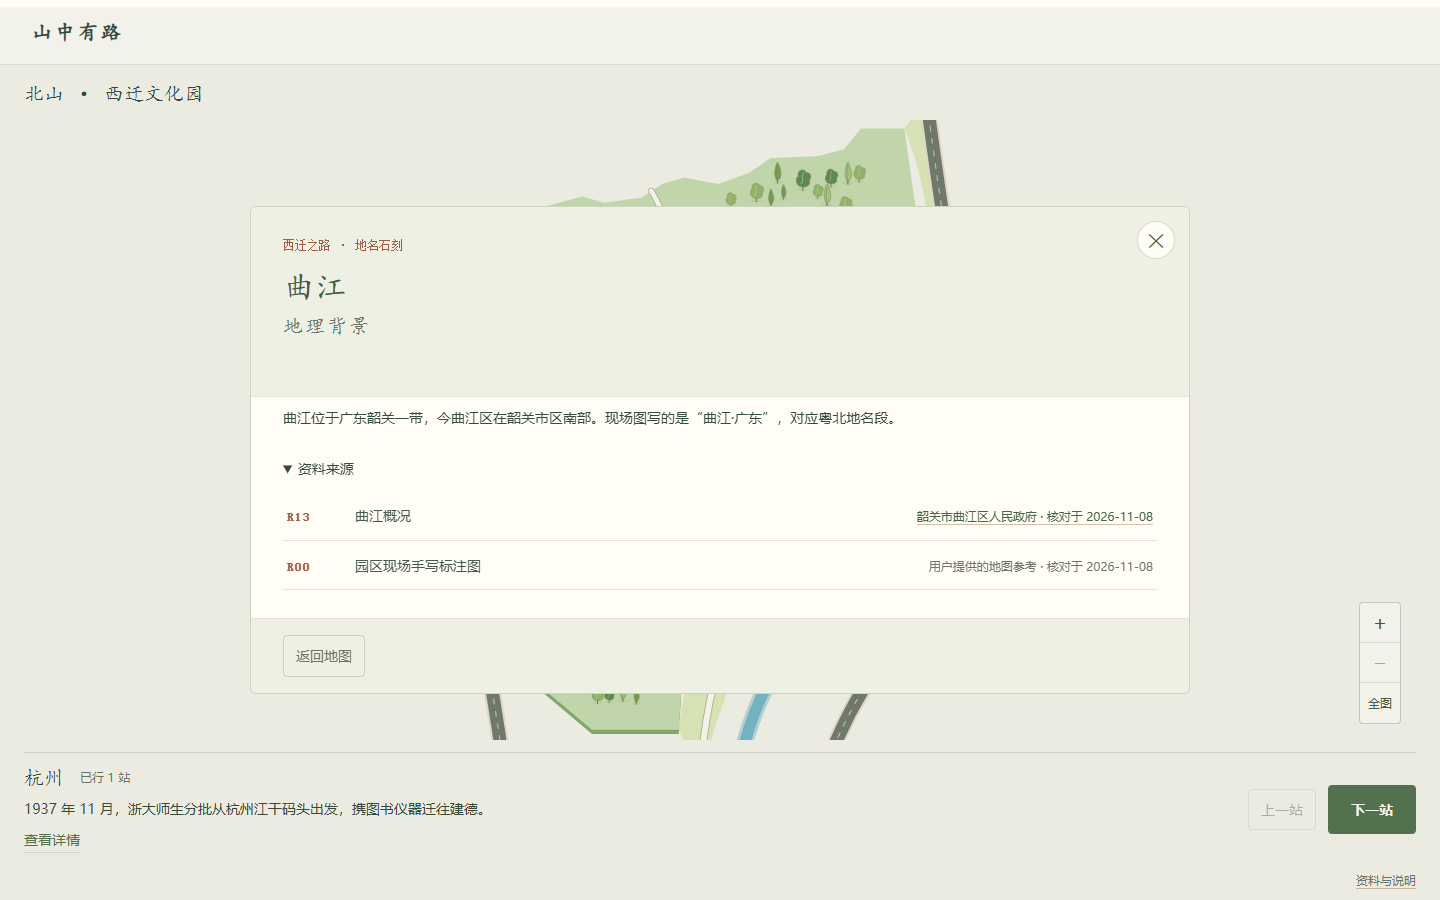 山中有路
北山 • 西迁文化园
西迁之路 · 地名石刻
曲江
地理背景
曲江位于广东韶关一带，今曲江区在韶关市区南部。现场图写的是“曲江·广东”，对应粤北地名段。
▼ 资料来源
R13 曲江概况 韶关市曲江区人民政府 · 核对于 2026-11-08
R00 园区现场手写标注图 用户提供的地图参考 · 核对于 2026-11-08
返回地图
+
−
全图
杭州 已行 1 站
1937 年 11 月，浙大师生分批从杭州江干码头出发，携图书仪器迁往建德。
查看详情
上一站 下一站
资料与说明